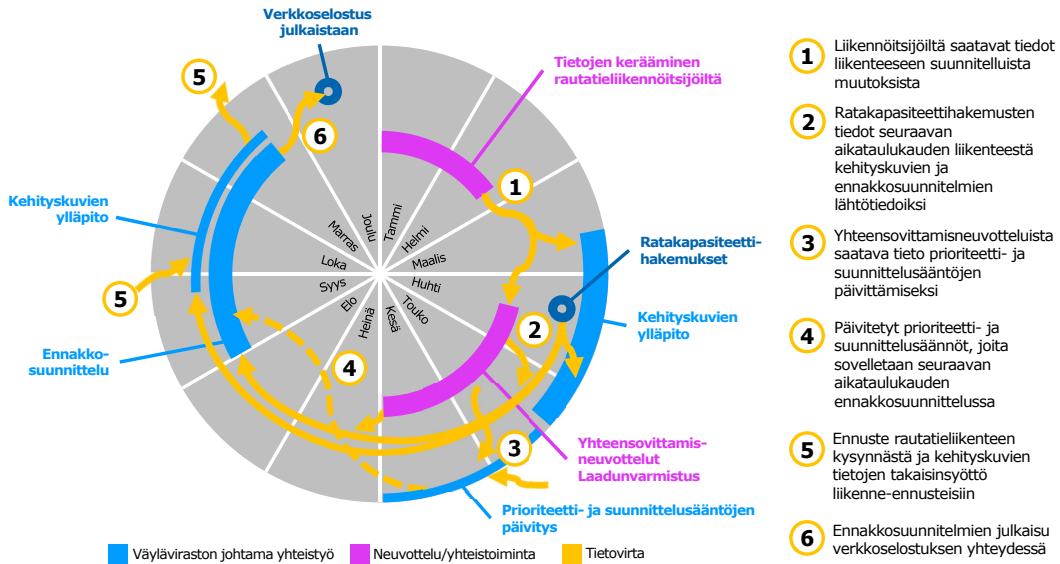 Verkkoselostus
julkaistaan
5
6
Tietojen kerääminen
rautatieliikennöitsijöiltä
1
Kehityskuvien
ylläpito
5
Ennakko-
suunnittelu
Tammi
Helmi
Maalis
Huhti
Touko
Kesä
Heinä
Elo
Syys
Loka
Marras
Joulu
Ratakapasiteetti-
hakemukset
2
Kehityskuvien
ylläpito
4
3
Yhteensovittamis-
neuvottelut
Laadunvarmistus
Prioriteetti- ja suunnittelusääntöjen
päivitys
Väyläviraston johtama yhteistyö
Neuvottelu/yhteistoiminta
Tietovirta
1
Liikennöitsijöiltä saatavat tiedot
liikenteeseen suunnitelluista
muutoksista
2
Ratakapasiteettihakemusten
tiedot seuraavan
aikataulukauden liikenteestä
kehityskuvien ja
ennakkosuunnitelmien
lähtötiedoiksi
3
Yhteensovittamisneuvotteluista
saatava tieto prioriteetti- ja
suunnittelusääntöjen
päivittämiseksi
4
Päivitetyt prioriteetti- ja
suunnittelusäännöt, joita
sovelletaan seuraavan
aikataulukauden
ennakkosuunnittelussa
5
Ennuste rautatieliikenteen
kysynnästä ja kehityskuvien
tietojen takaisinsyöttö
liikenne-ennusteisiin
6
Ennakkosuunnitelmien julkaisu
verkkoselostuksen yhteydessä